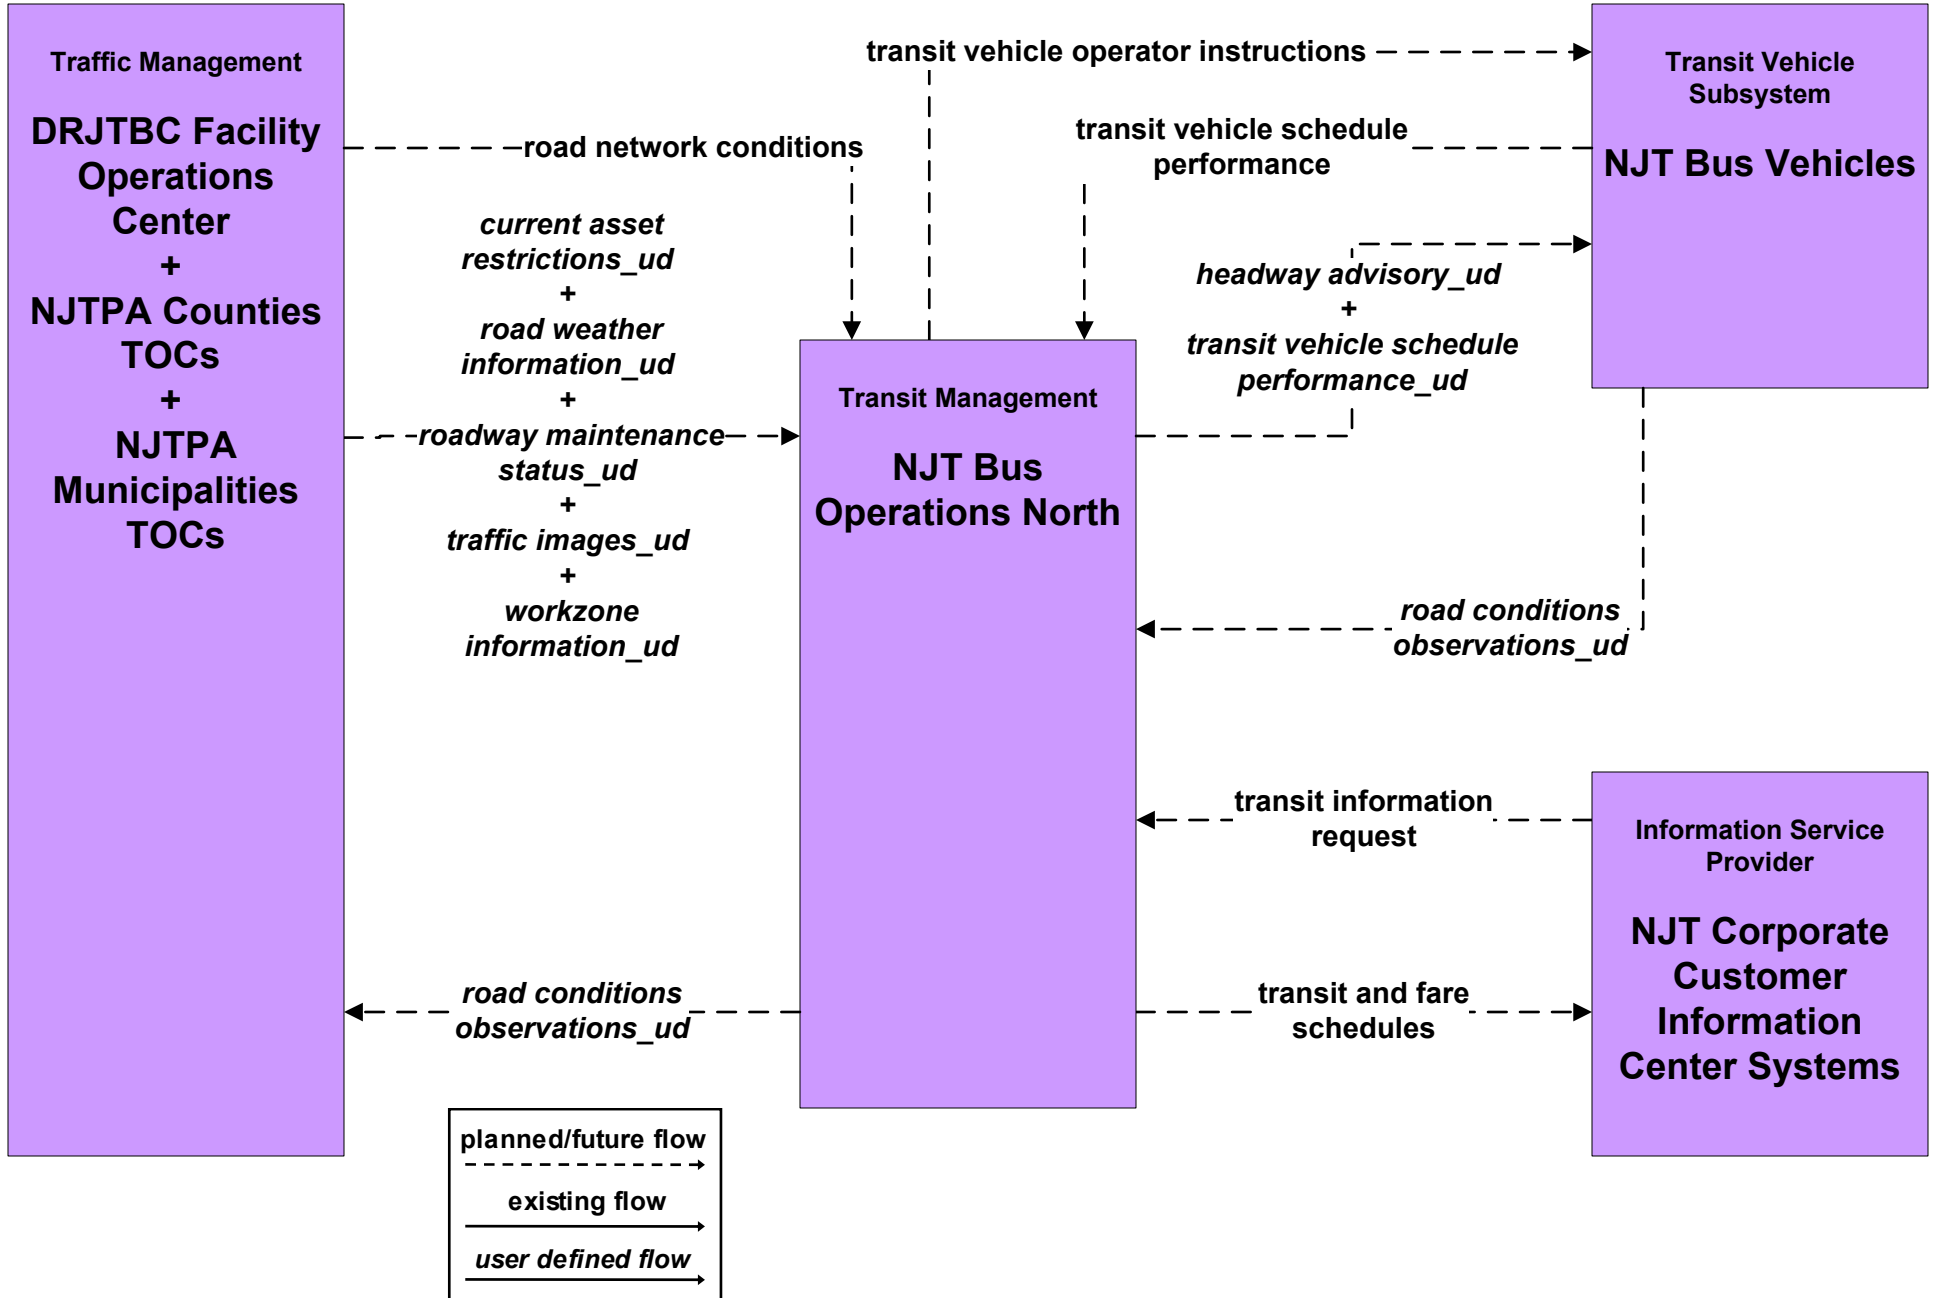 Traffic Management
DRJTBC Facility
Operations
Center
+
NJTPA Counties
TOCs
+
NJTPA
Municipalities
TOCs
road network conditions
current asset
restrictions_ud
+
road weather
information_ud
+
roadway maintenance
status_ud
+
traffic images_ud
+
workzone
information_ud
road conditions
observations_ud
transit vehicle operator instructions
transit vehicle schedule
performance
headway advisory_ud
+
transit vehicle schedule
performance_ud
Transit Management
NJT Bus
Operations North
road conditions
observations_ud
transit information
request
transit and fare
schedules
Transit Vehicle
Subsystem
NJT Bus Vehicles
Information Service
Provider
NJT Corporate
Customer
Information
Center Systems
planned/future flow
existing flow
user defined flow